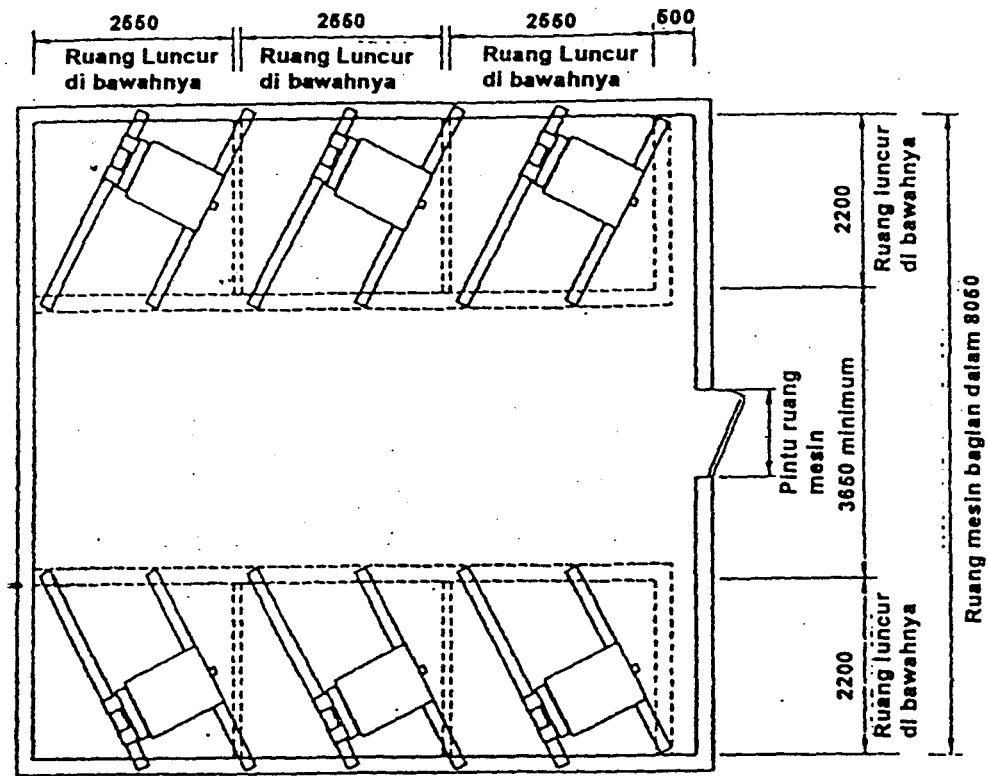 2550
2550
2550
500
Ruang Luncur
di bawahnya
Ruang Luncur
di bawahnya
Ruang Luncur
di bawahnya
2200
Ruang luncur
di bawahnya
Pintu ruang
mesin
3650 minimum
Ruang mesin bagian dalam 8050
2200
Ruang luncur
di bawahnya